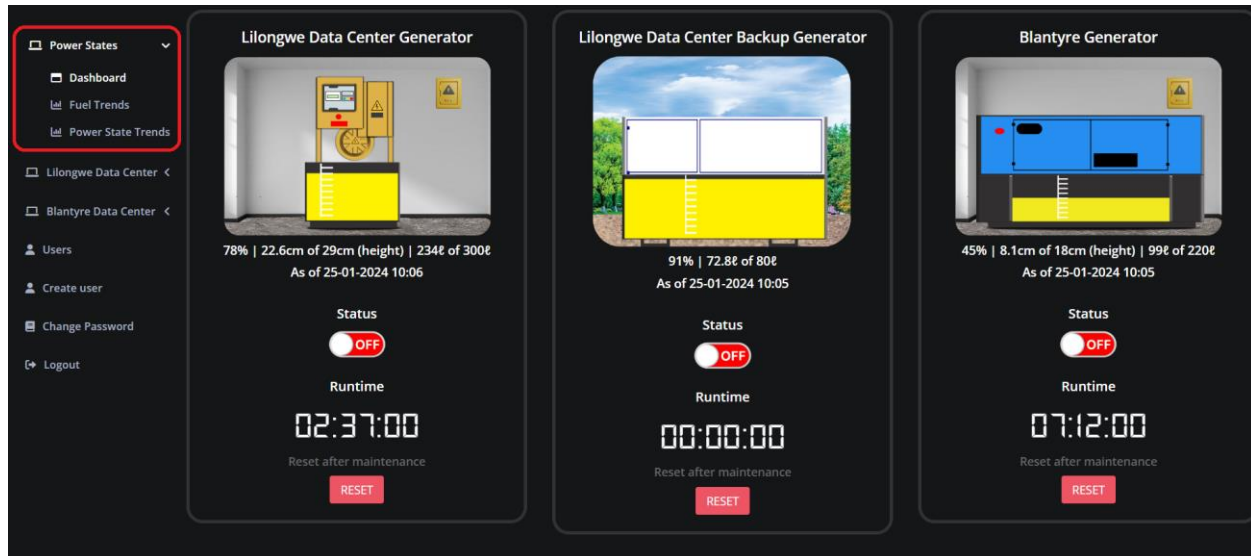 Power States
Dashboard
Fuel Trends
Power State Trends
Lilongwe Data Center
Blantyre Data Center
Users
Create user
Change Password
Logout
Lilongwe Data Center Generator
78% | 22.6cm of 29cm (height) | 234ℓ of 300ℓ
As of 25-01-2024 10:06
Status
OFF
Runtime
02:37:00
Reset after maintenance
RESET
Lilongwe Data Center Backup Generator
91% | 72.8ℓ of 80ℓ
As of 25-01-2024 10:05
Status
OFF
Runtime
00:00:00
Reset after maintenance
RESET
Blantyre Generator
45% | 8.1cm of 18cm (height) | 99ℓ of 220ℓ
As of 25-01-2024 10:05
Status
OFF
Runtime
07:12:00
Reset after maintenance
RESET